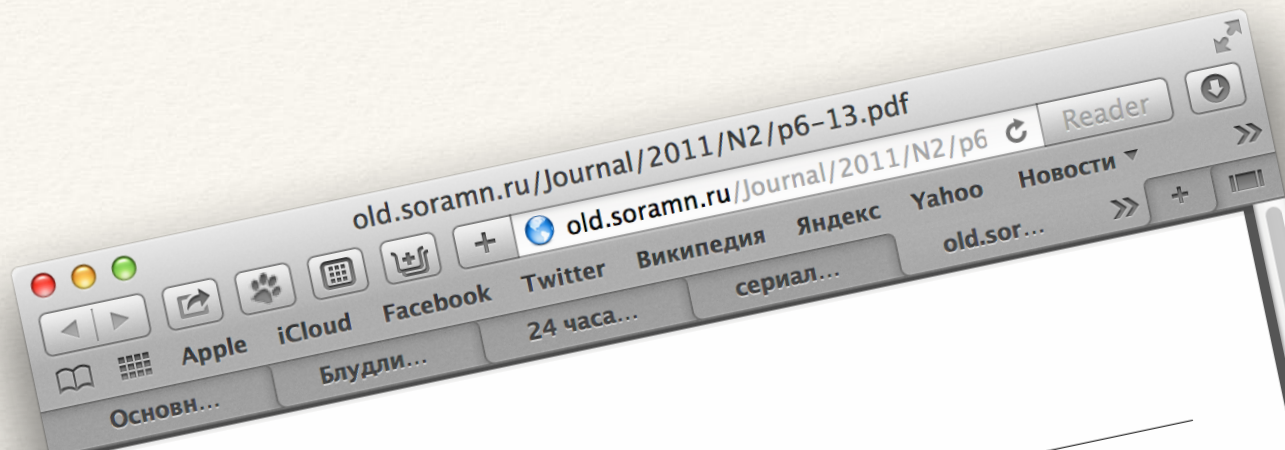 old.soramn.ru/Journal/2011/N2/p6-13.pdf
old.soramn.ru/Journal/2011/N2/p6
Reader
Apple iCloud Facebook Twitter Википедия Яндекс Yahoo Новости
Основн... Блудли... 24 часа... сериал... old.sor...